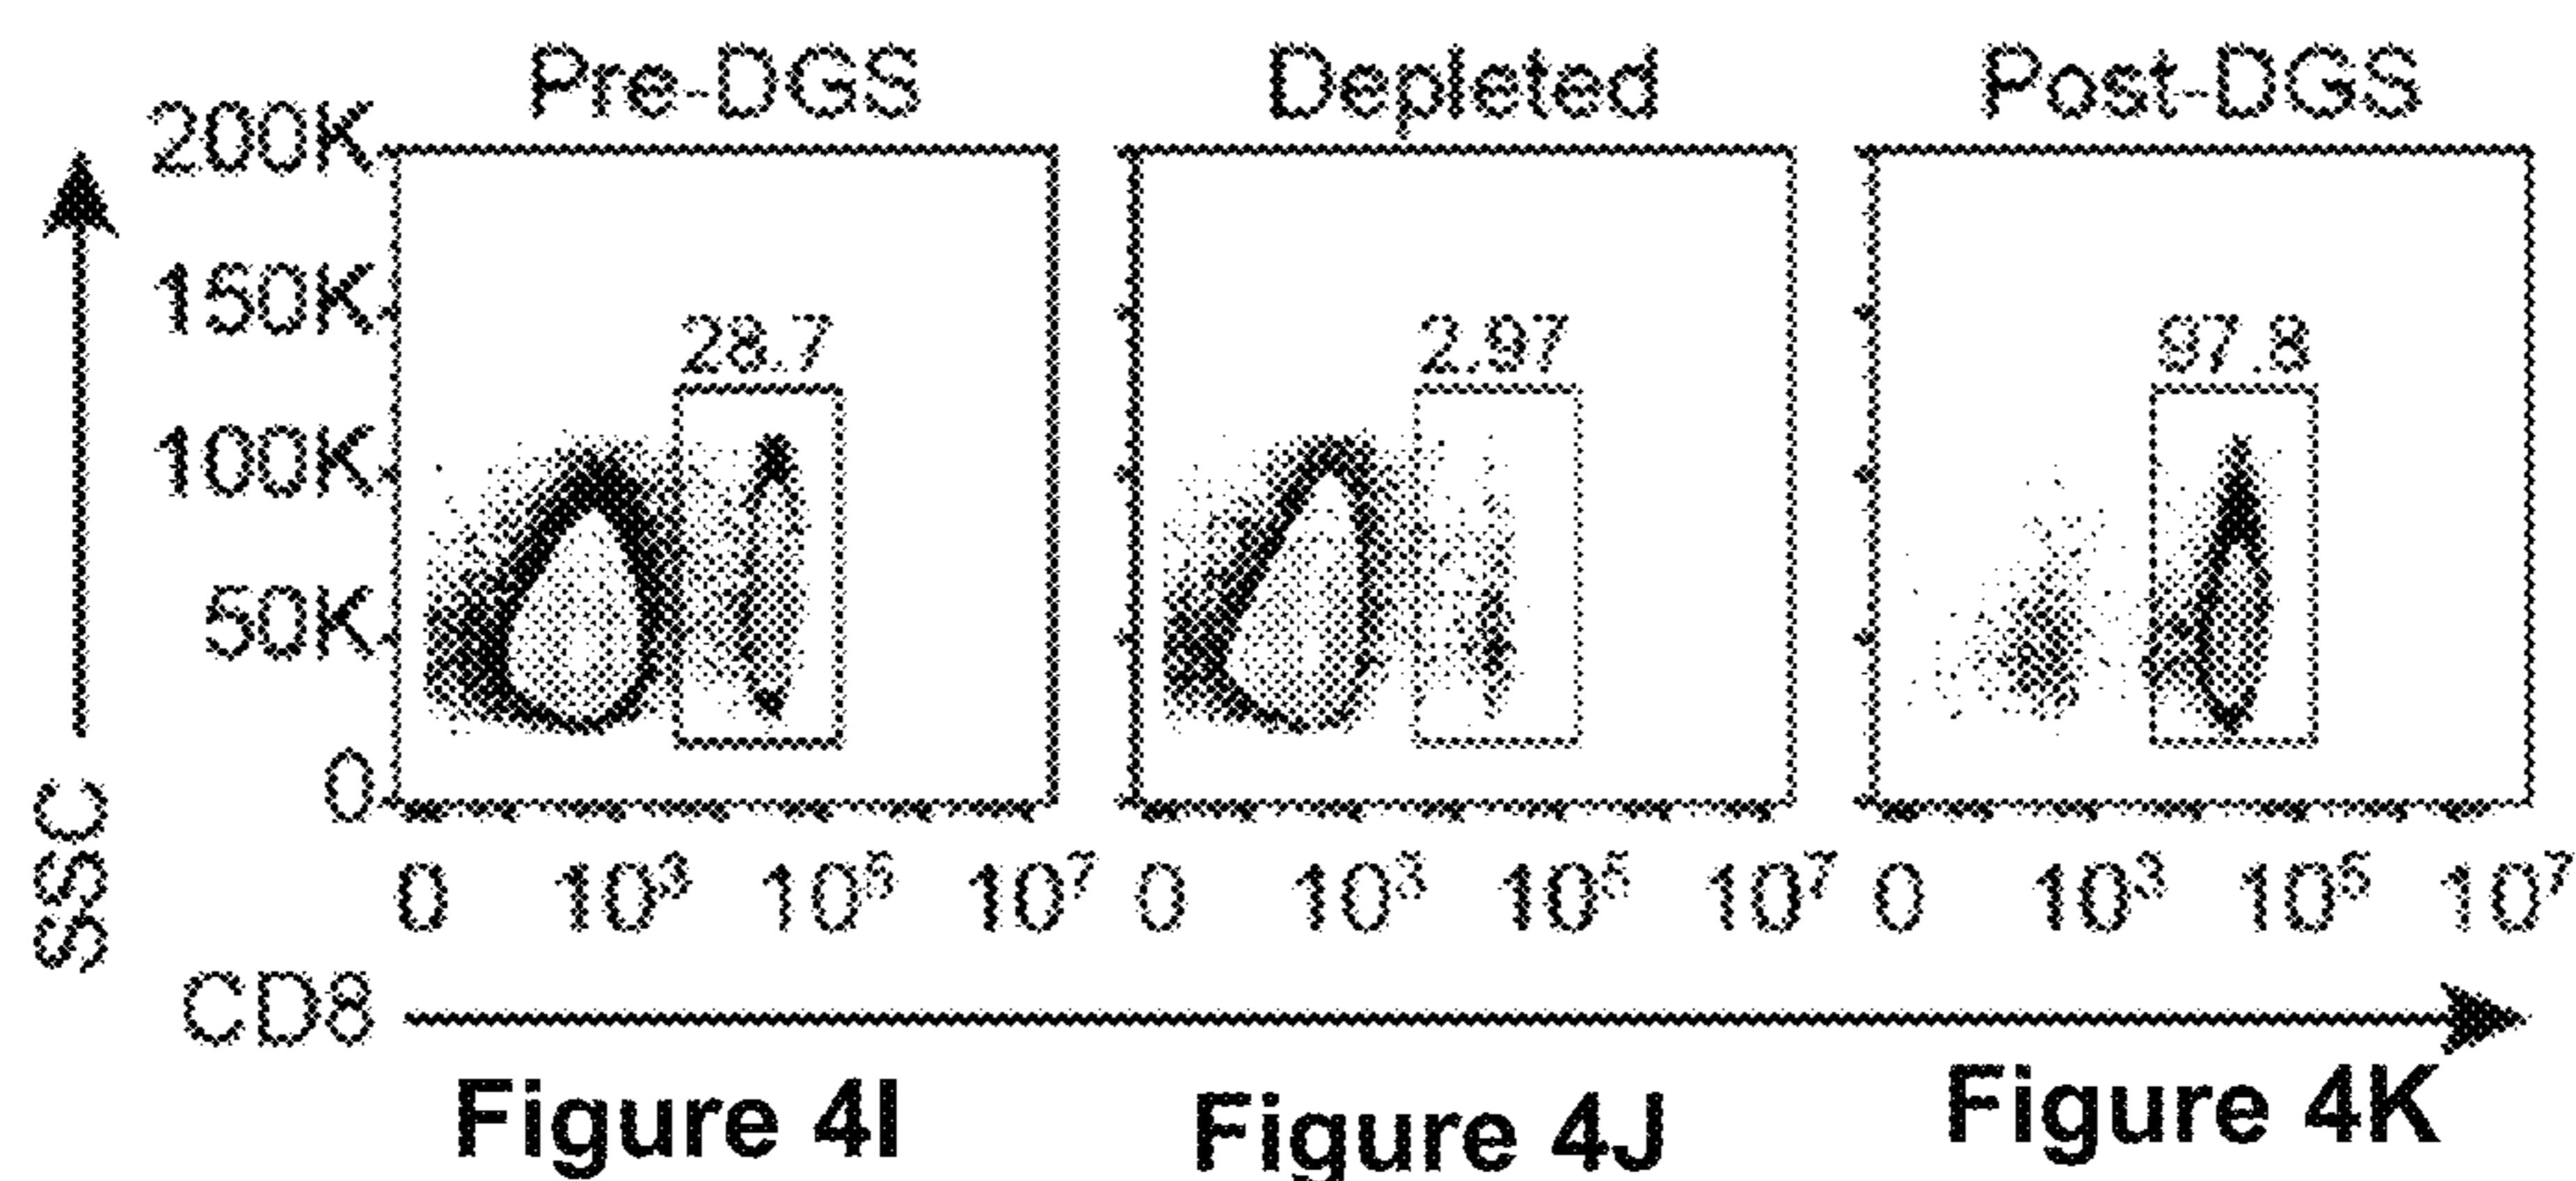 Pre-DGS Depleted Post-DGS
200K
150K
28.7 2.97 97.8
100K
50K
0
SSC
0 10³ 10⁵ 10⁷ 0 10³ 10⁵ 10⁷ 0 10³ 10⁵ 10⁷
CD8
Figure 4I Figure 4J Figure 4K